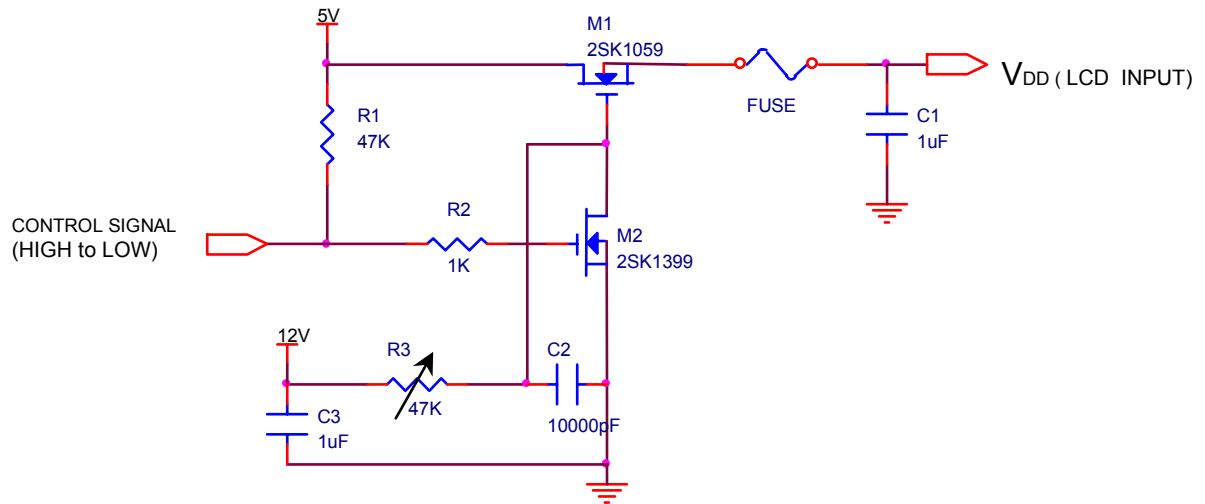 5V
M1
2SK1059
FUSE
VDD ( LCD INPUT)
R1
47K
C1
1uF
CONTROL SIGNAL
(HIGH to LOW)
R2
1K
M2
2SK1399
12V
R3
47K
C2
10000pF
C3
1uF